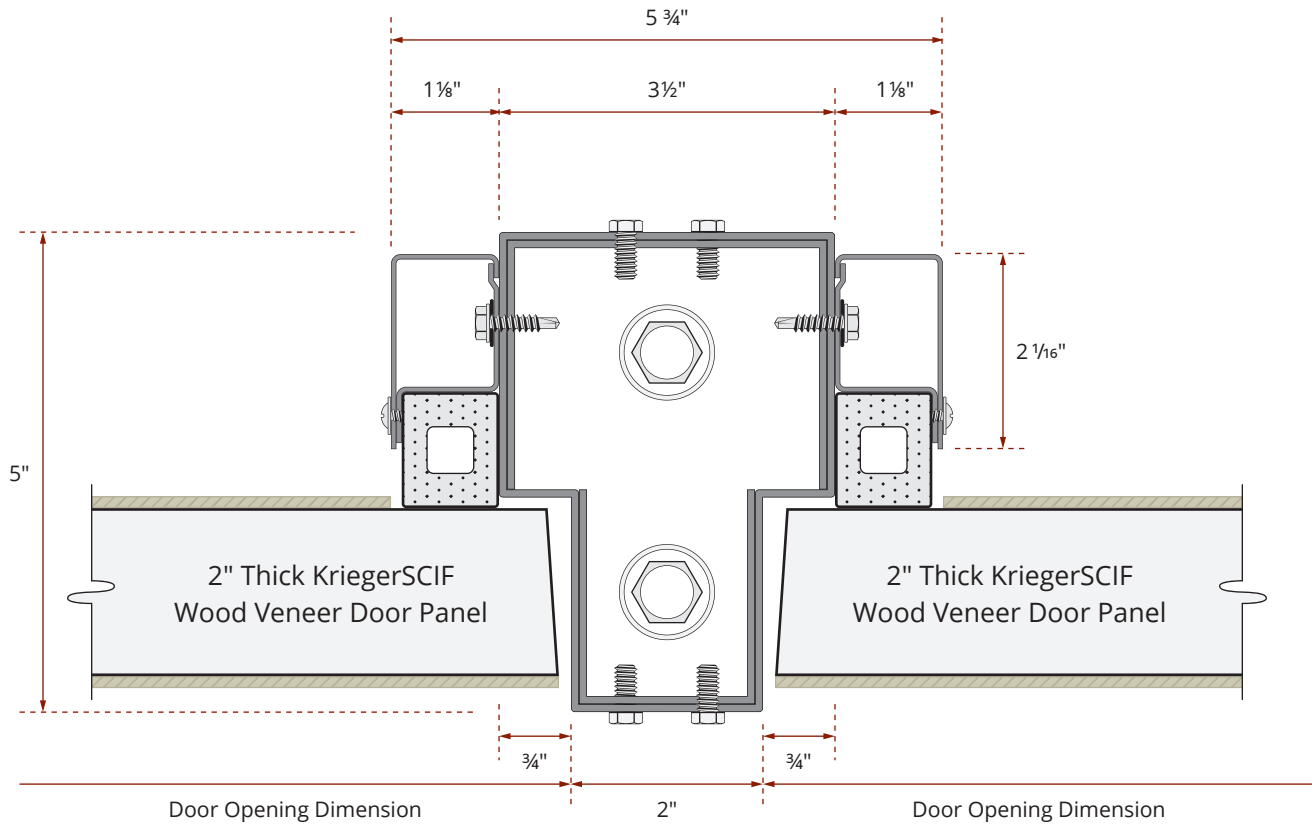 5 ¾"
1⅛"
3½"
1⅛"
2 1/16"
5"
2" Thick KriegerSCIF
Wood Veneer Door Panel
2" Thick KriegerSCIF
Wood Veneer Door Panel
¾"
¾"
Door Opening Dimension
2"
Door Opening Dimension